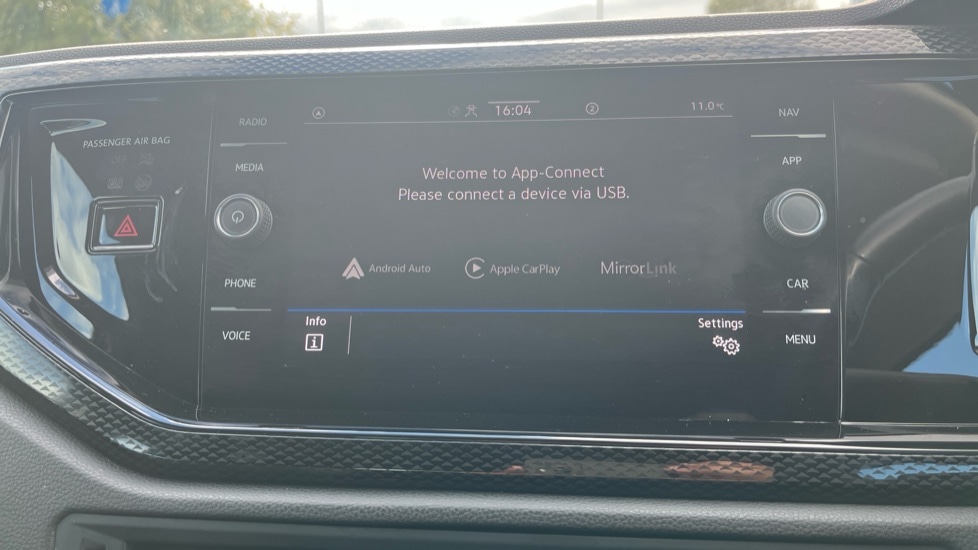 16:04
2
11.0°C
PASSENGER AIR BAG
RADIO
MEDIA
PHONE
VOICE
Welcome to App-Connect
Please connect a device via USB.
Android Auto
Apple CarPlay
MirrorLink
Info
i
Settings
NAV
APP
CAR
MENU